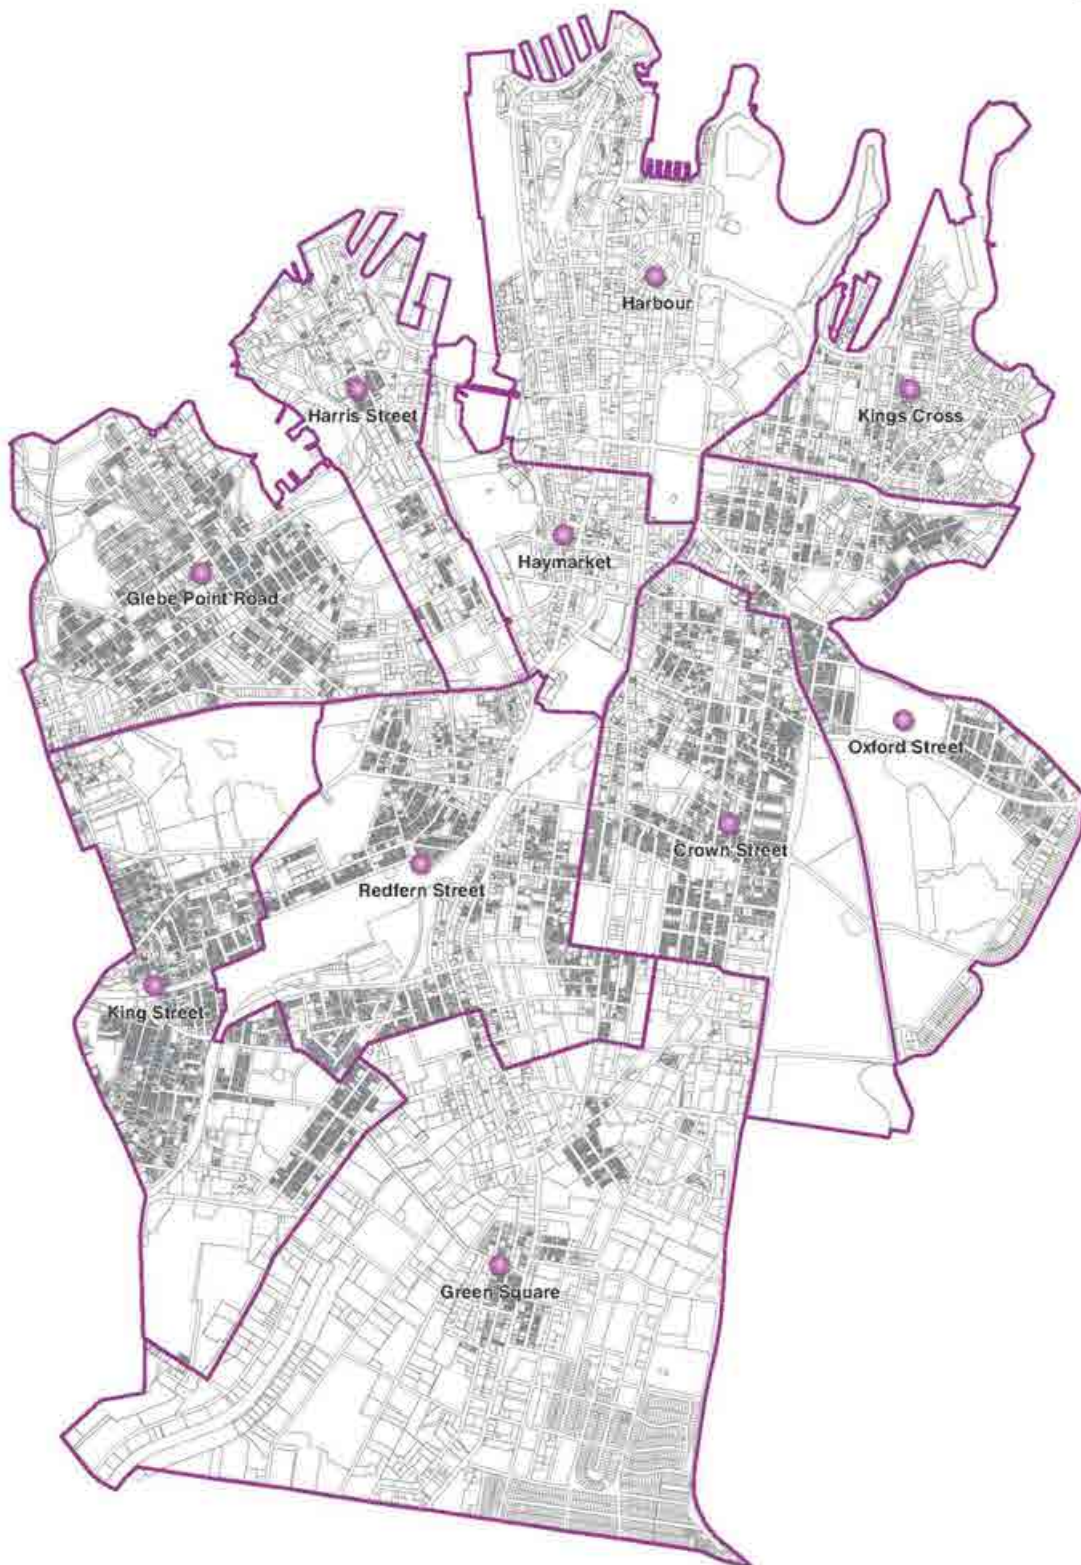 Harbour
Kings Cross
Harris Street
Haymarket
Glebe Point Road
Oxford Street
Crown Street
Redfern Street
King Street
Green Square